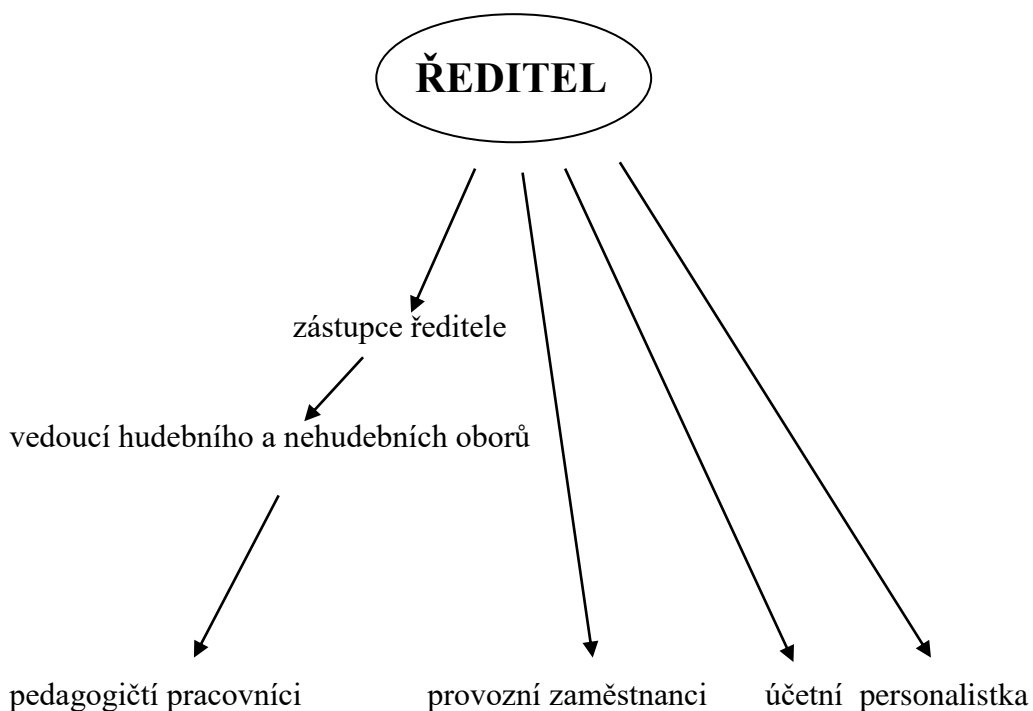 ŘEDITEL
zástupce ředitele
vedoucí hudebního a nehudebních oborů
pedagogičtí pracovníci provozní zaměstnanci účetní personalistka